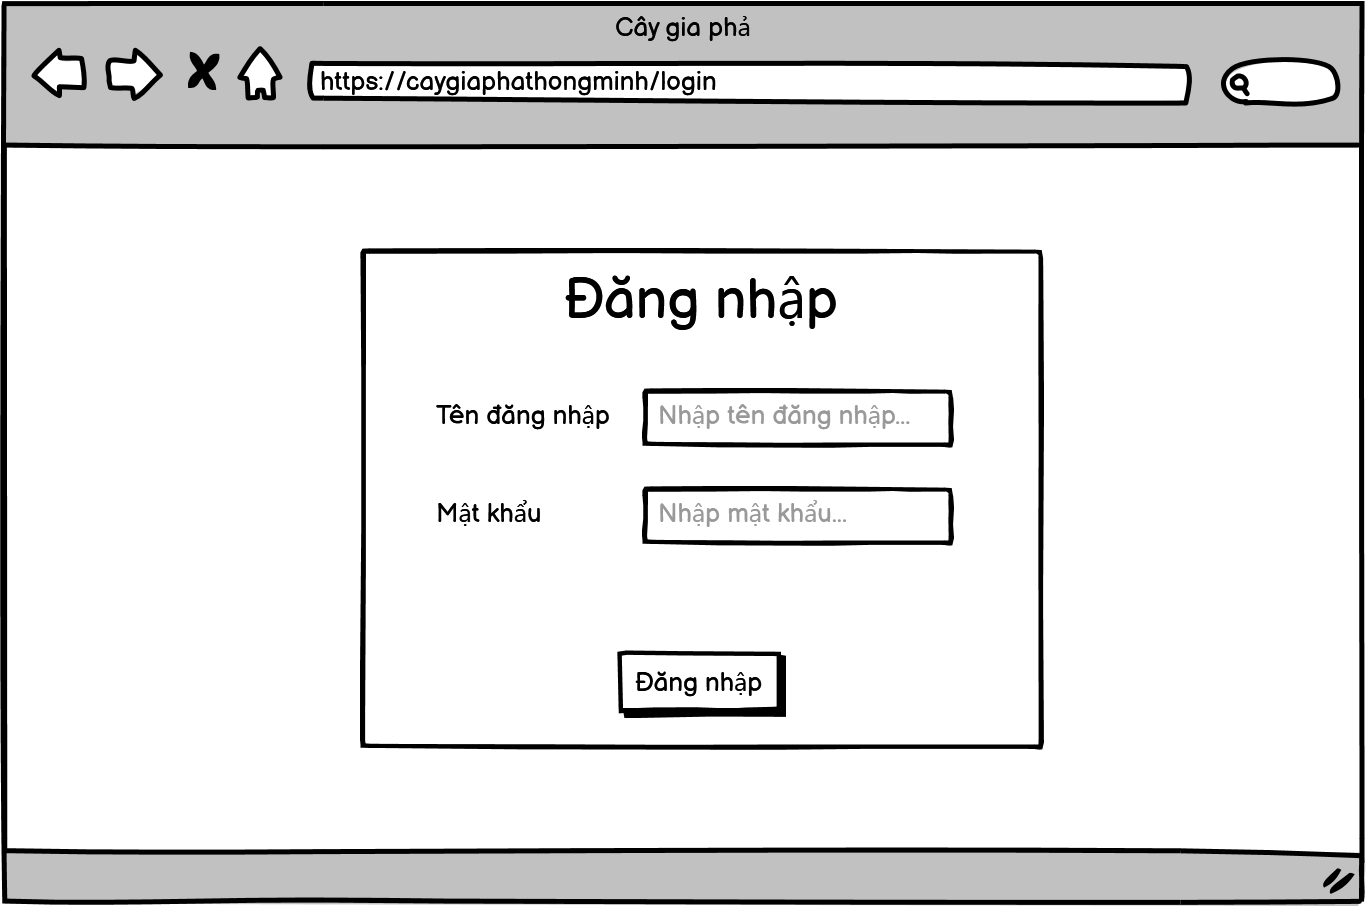 Cây gia phả
https://caygiaphathongminh/login
Đăng nhập
Tên đăng nhập
Nhập tên đăng nhập...
Mật khẩu
Nhập mật khẩu...
Đăng nhập